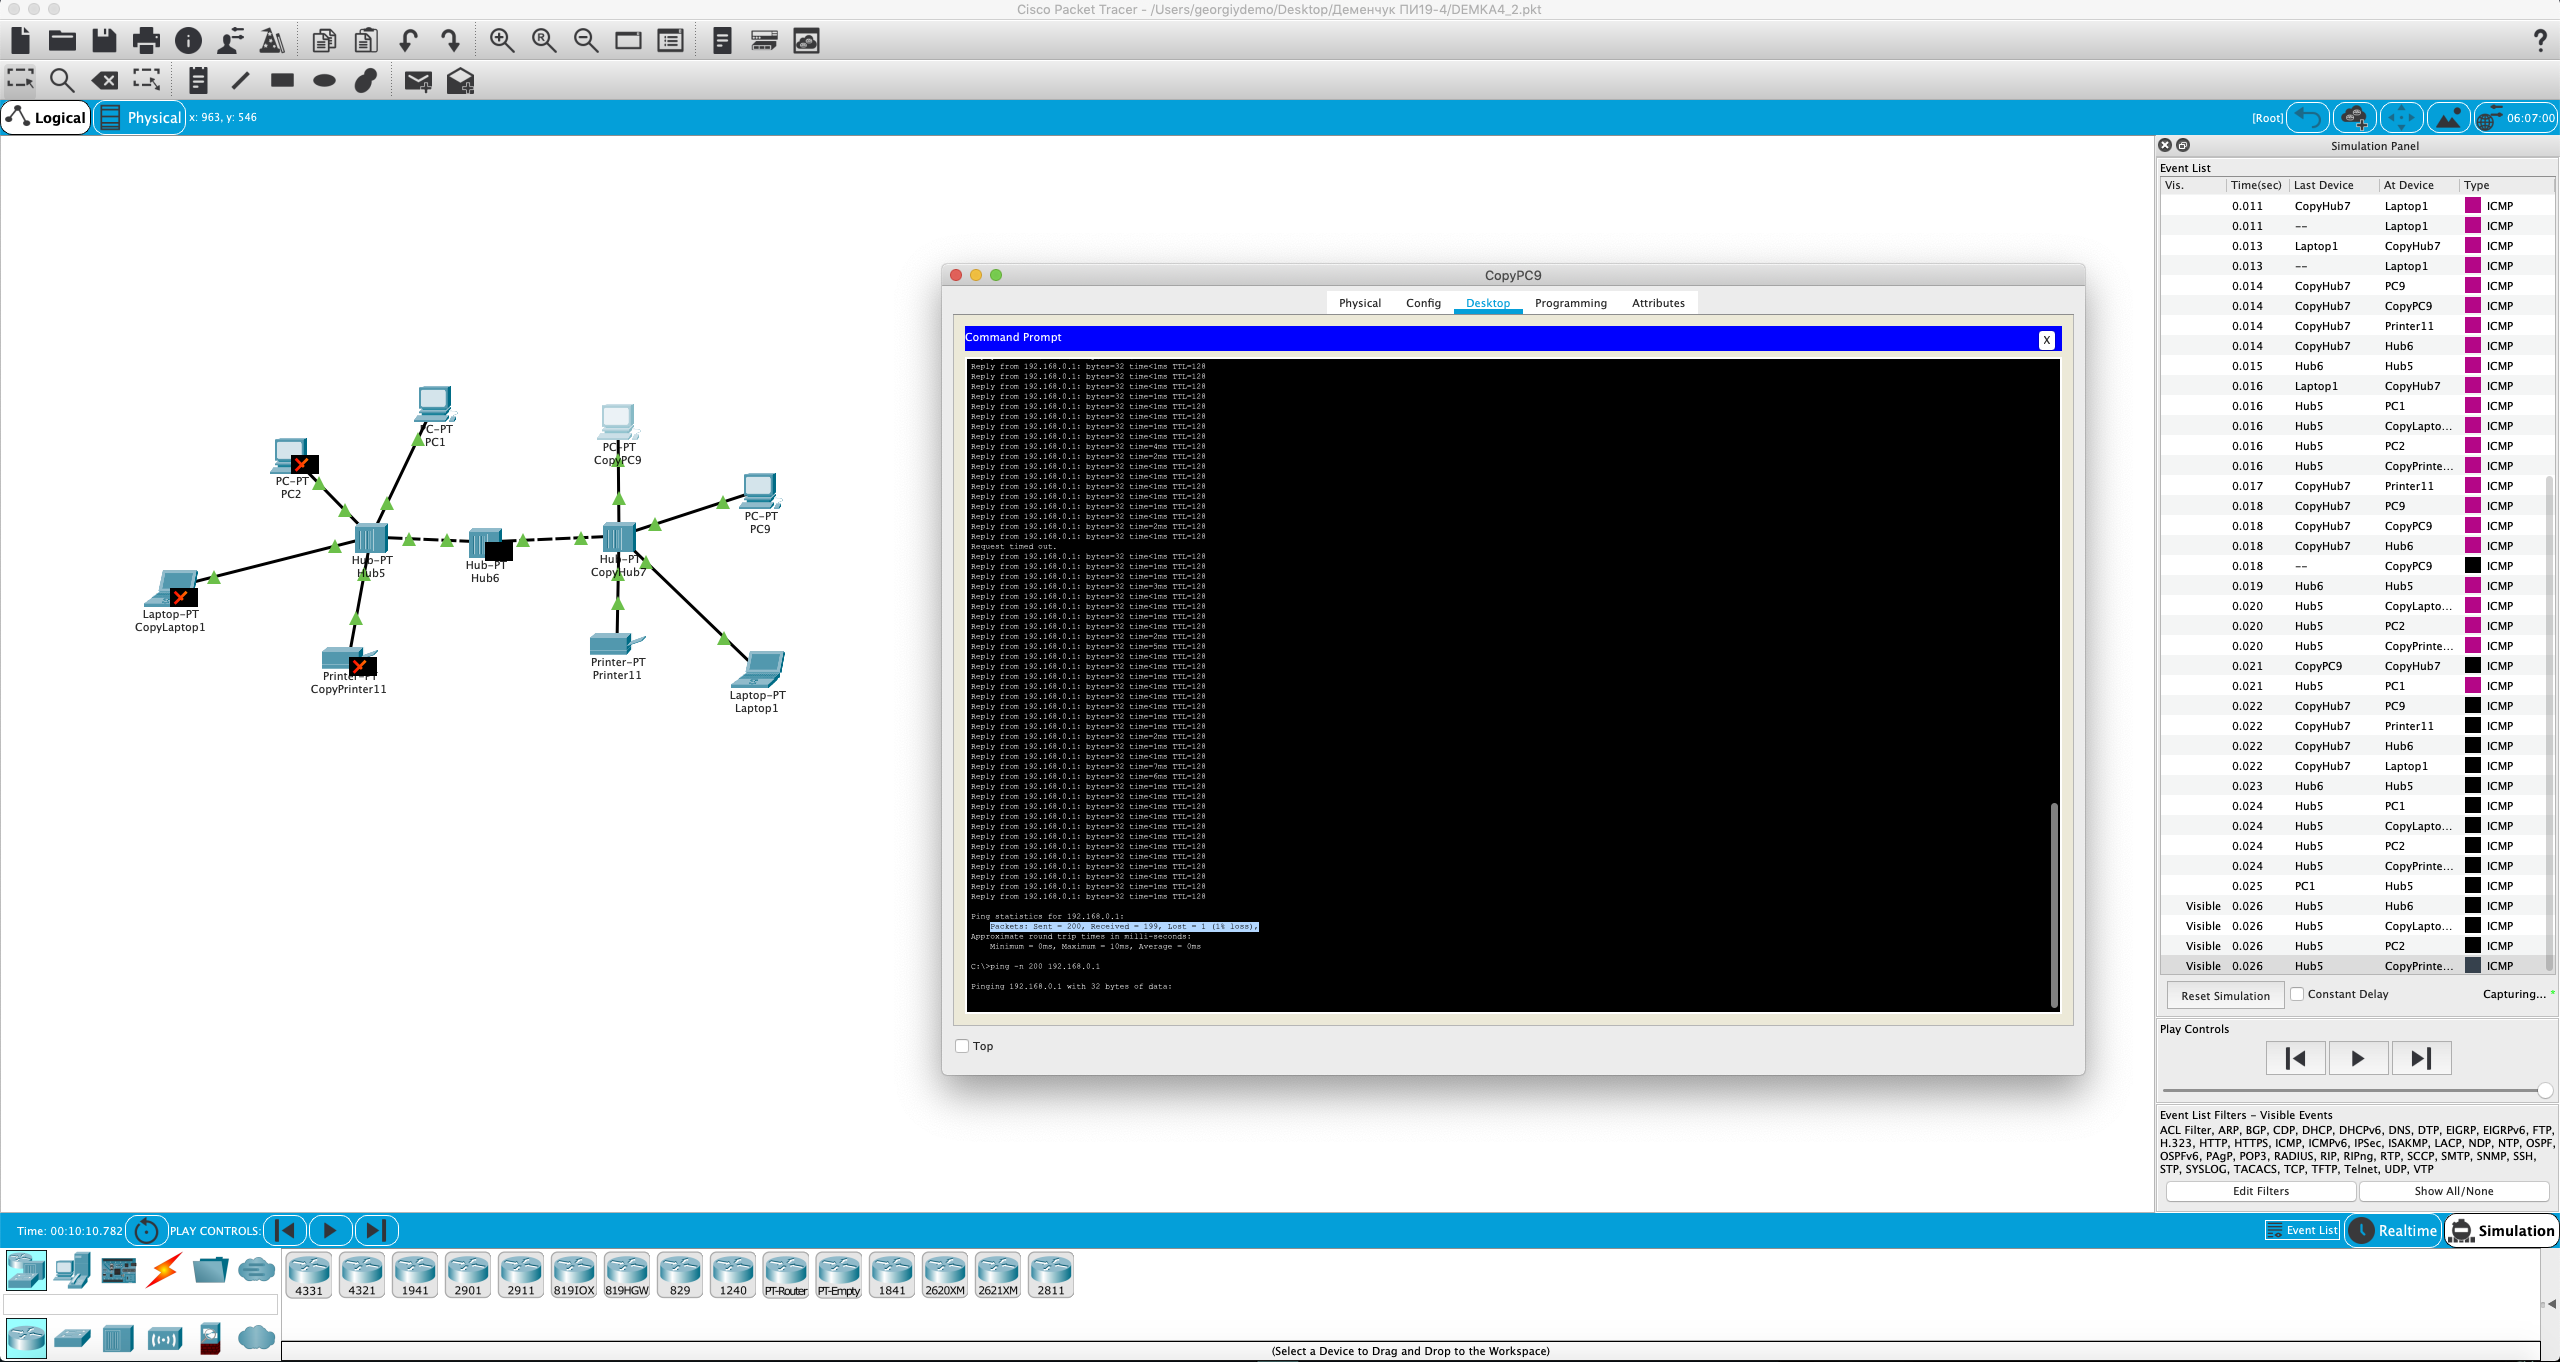 Cisco Packet Tracer - /Users/georgiydemo/Desktop/Деменчук ПИ19-4/DEMKA4_2.pkt
Logical
Physical
x: 963, y: 546
[Root]
06:07:00
PC-PT
PC1
PC-PT
PC2
PC-PT
CopyPC9
PC-PT
PC9
Hub-PT
Hub5
Hub-PT
Hub6
Hub-PT
CopyHub7
Laptop-PT
CopyLaptop1
Printer-PT
CopyPrinter11
Printer-PT
Printer11
Laptop-PT
Laptop1
CopyPC9
Physical Config Desktop Programming Attributes
Command Prompt
X
Reply from 192.168.0.1: bytes=32 time<1ms TTL=128
Reply from 192.168.0.1: bytes=32 time<1ms TTL=128
Reply from 192.168.0.1: bytes=32 time<1ms TTL=128
Reply from 192.168.0.1: bytes=32 time=1ms TTL=128
Reply from 192.168.0.1: bytes=32 time<1ms TTL=128
Reply from 192.168.0.1: bytes=32 time<1ms TTL=128
Reply from 192.168.0.1: bytes=32 time=1ms TTL=128
Reply from 192.168.0.1: bytes=32 time<1ms TTL=128
Reply from 192.168.0.1: bytes=32 time=4ms TTL=128
Reply from 192.168.0.1: bytes=32 time=2ms TTL=128
Reply from 192.168.0.1: bytes=32 time<1ms TTL=128
Reply from 192.168.0.1: bytes=32 time=1ms TTL=128
Reply from 192.168.0.1: bytes=32 time<1ms TTL=128
Reply from 192.168.0.1: bytes=32 time=1ms TTL=128
Reply from 192.168.0.1: bytes=32 time=1ms TTL=128
Reply from 192.168.0.1: bytes=32 time<1ms TTL=128
Reply from 192.168.0.1: bytes=32 time=2ms TTL=128
Reply from 192.168.0.1: bytes=32 time<1ms TTL=128
Request timed out.
Reply from 192.168.0.1: bytes=32 time<1ms TTL=128
Reply from 192.168.0.1: bytes=32 time=1ms TTL=128
Reply from 192.168.0.1: bytes=32 time=1ms TTL=128
Reply from 192.168.0.1: bytes=32 time=3ms TTL=128
Reply from 192.168.0.1: bytes=32 time<1ms TTL=128
Reply from 192.168.0.1: bytes=32 time<1ms TTL=128
Reply from 192.168.0.1: bytes=32 time<1ms TTL=128
Reply from 192.168.0.1: bytes=32 time<1ms TTL=128
Reply from 192.168.0.1: bytes=32 time=2ms TTL=128
Reply from 192.168.0.1: bytes=32 time=5ms TTL=128
Reply from 192.168.0.1: bytes=32 time<1ms TTL=128
Reply from 192.168.0.1: bytes=32 time<1ms TTL=128
Reply from 192.168.0.1: bytes=32 time<1ms TTL=128
Reply from 192.168.0.1: bytes=32 time<1ms TTL=128
Reply from 192.168.0.1: bytes=32 time<1ms TTL=128
Reply from 192.168.0.1: bytes=32 time=1ms TTL=128
Reply from 192.168.0.1: bytes=32 time=1ms TTL=128
Reply from 192.168.0.1: bytes=32 time=2ms TTL=128
Reply from 192.168.0.1: bytes=32 time=1ms TTL=128
Reply from 192.168.0.1: bytes=32 time<1ms TTL=128
Reply from 192.168.0.1: bytes=32 time=7ms TTL=128
Reply from 192.168.0.1: bytes=32 time=6ms TTL=128
Reply from 192.168.0.1: bytes=32 time=1ms TTL=128
Reply from 192.168.0.1: bytes=32 time<1ms TTL=128
Reply from 192.168.0.1: bytes=32 time<1ms TTL=128
Reply from 192.168.0.1: bytes=32 time<1ms TTL=128
Reply from 192.168.0.1: bytes=32 time<1ms TTL=128
Reply from 192.168.0.1: bytes=32 time<1ms TTL=128
Reply from 192.168.0.1: bytes=32 time<1ms TTL=128
Reply from 192.168.0.1: bytes=32 time=1ms TTL=128
Reply from 192.168.0.1: bytes=32 time<1ms TTL=128
Reply from 192.168.0.1: bytes=32 time=1ms TTL=128
Reply from 192.168.0.1: bytes=32 time=1ms TTL=128
Ping statistics for 192.168.0.1:
Packets: Sent = 200, Received = 199, Lost = 1 (1% loss),
Approximate round trip times in milli-seconds:
Minimum = 0ms, Maximum = 10ms, Average = 0ms
C:\>ping -n 200 192.168.0.1
Pinging 192.168.0.1 with 32 bytes of data:
Top
Simulation Panel
Event List
Vis. Time(sec) Last Device At Device Type
0.011 CopyHub7 Laptop1 ICMP
0.011 -- Laptop1 ICMP
0.013 Laptop1 CopyHub7 ICMP
0.013 -- Laptop1 ICMP
0.014 CopyHub7 PC9 ICMP
0.014 CopyHub7 CopyPC9 ICMP
0.014 CopyHub7 Printer11 ICMP
0.014 CopyHub7 Hub6 ICMP
0.015 Hub6 Hub5 ICMP
0.016 Laptop1 CopyHub7 ICMP
0.016 Hub5 PC1 ICMP
0.016 Hub5 CopyLapto... ICMP
0.016 Hub5 PC2 ICMP
0.016 Hub5 CopyPrinte... ICMP
0.017 CopyHub7 Printer11 ICMP
0.018 CopyHub7 PC9 ICMP
0.018 CopyHub7 CopyPC9 ICMP
0.018 CopyHub7 Hub6 ICMP
0.018 -- CopyPC9 ICMP
0.019 Hub6 Hub5 ICMP
0.020 Hub5 CopyLapto... ICMP
0.020 Hub5 PC2 ICMP
0.020 Hub5 CopyPrinte... ICMP
0.021 CopyPC9 CopyHub7 ICMP
0.021 Hub5 PC1 ICMP
0.022 CopyHub7 PC9 ICMP
0.022 CopyHub7 Printer11 ICMP
0.022 CopyHub7 Hub6 ICMP
0.022 CopyHub7 Laptop1 ICMP
0.023 Hub6 Hub5 ICMP
0.024 Hub5 PC1 ICMP
0.024 Hub5 CopyLapto... ICMP
0.024 Hub5 PC2 ICMP
0.024 Hub5 CopyPrinte... ICMP
0.025 PC1 Hub5 ICMP
Visible 0.026 Hub5 Hub6 ICMP
Visible 0.026 Hub5 CopyLapto... ICMP
Visible 0.026 Hub5 PC2 ICMP
Visible 0.026 Hub5 CopyPrinte... ICMP
Reset Simulation Constant Delay Capturing... *
Play Controls
Event List Filters - Visible Events
ACL Filter, ARP, BGP, CDP, DHCP, DHCPv6, DNS, DTP, EIGRP, EIGRPv6, FTP,
H.323, HTTP, HTTPS, ICMP, ICMPv6, IPSec, ISAKMP, LACP, NDP, NTP, OSPF,
OSPFv6, PAgP, POP3, RADIUS, RIP, RIPng, RTP, SCCP, SMTP, SNMP, SSH,
STP, SYSLOG, TACACS, TCP, TFTP, Telnet, UDP, VTP
Edit Filters Show All/None
Time: 00:10:10.782 PLAY CONTROLS:
Event List Realtime Simulation
4331 4321 1941 2901 2911 819IOX 819HGW 829 1240 PT-Router PT-Empty 1841 2620XM 2621XM 2811
(Select a Device to Drag and Drop to the Workspace)